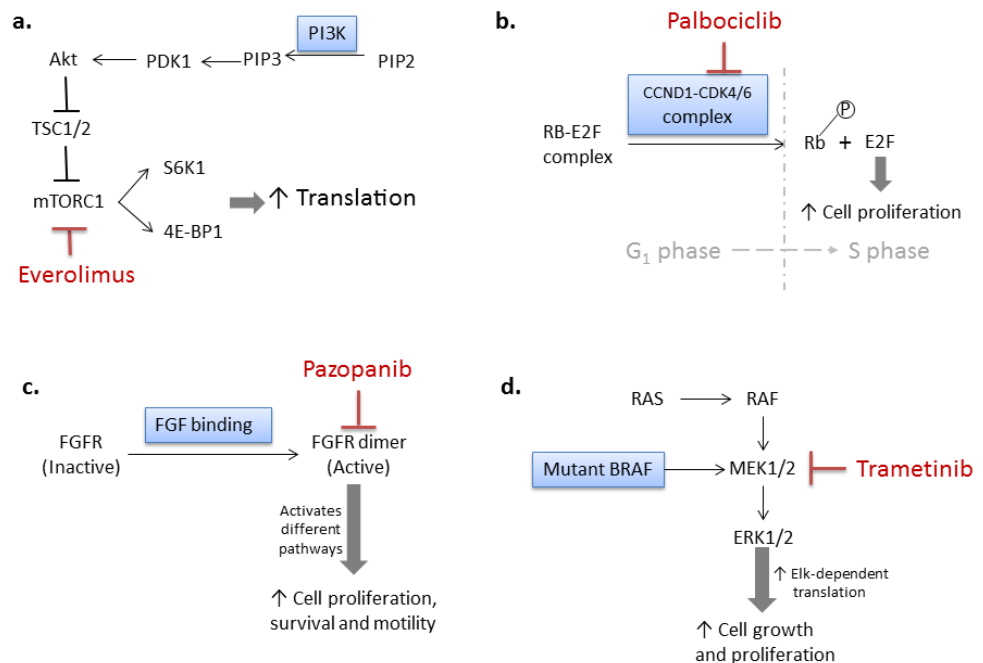 a.
PI3K
Akt
PDK1
PIP3
PIP2
TSC1/2
mTORC1
S6K1
4E-BP1
↑ Translation
Everolimus
b.
Palbociclib
CCND1-CDK4/6
complex
RB-E2F
complex
P
Rb + E2F
↑ Cell proliferation
G₁ phase
S phase
c.
Pazopanib
FGF binding
FGFR
(Inactive)
FGFR dimer
(Active)
Activates
different
pathways
↑ Cell proliferation,
survival and motility
d.
RAS
RAF
Mutant BRAF
MEK1/2
Trametinib
ERK1/2
↑ Elk-dependent
translation
↑ Cell growth
and proliferation